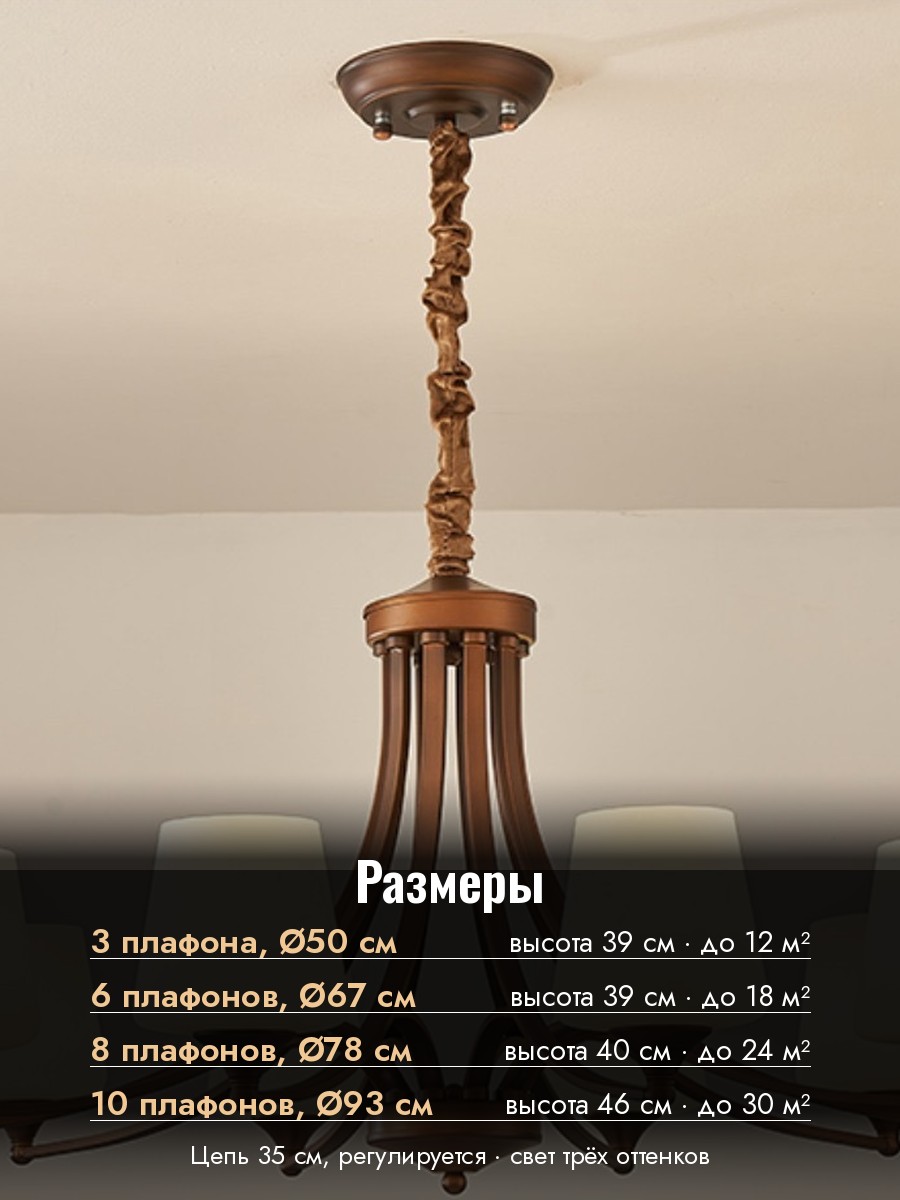 Размеры
3 плафона, Ø50 см высота 39 см · до 12 м²
6 плафонов, Ø67 см высота 39 см · до 18 м²
8 плафонов, Ø78 см высота 40 см · до 24 м²
10 плафонов, Ø93 см высота 46 см · до 30 м²
Цепь 35 см, регулируется · свет трёх оттенков